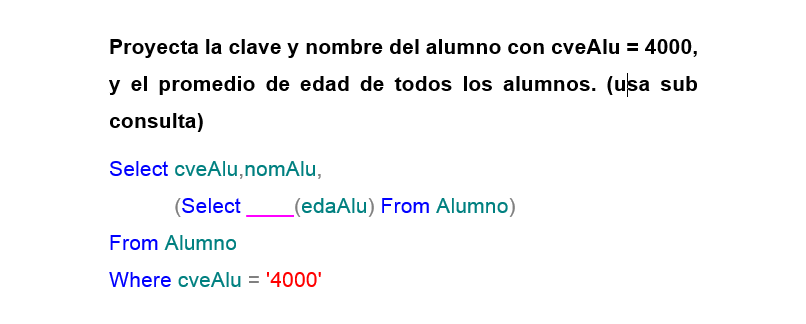 Proyecta la clave y nombre del alumno con cveAlu = 4000,
y el promedio de edad de todos los alumnos. (usa sub
consulta)
Select cveAlu,nomAlu,
(Select ____(edaAlu) From Alumno)
From Alumno
Where cveAlu = '4000'